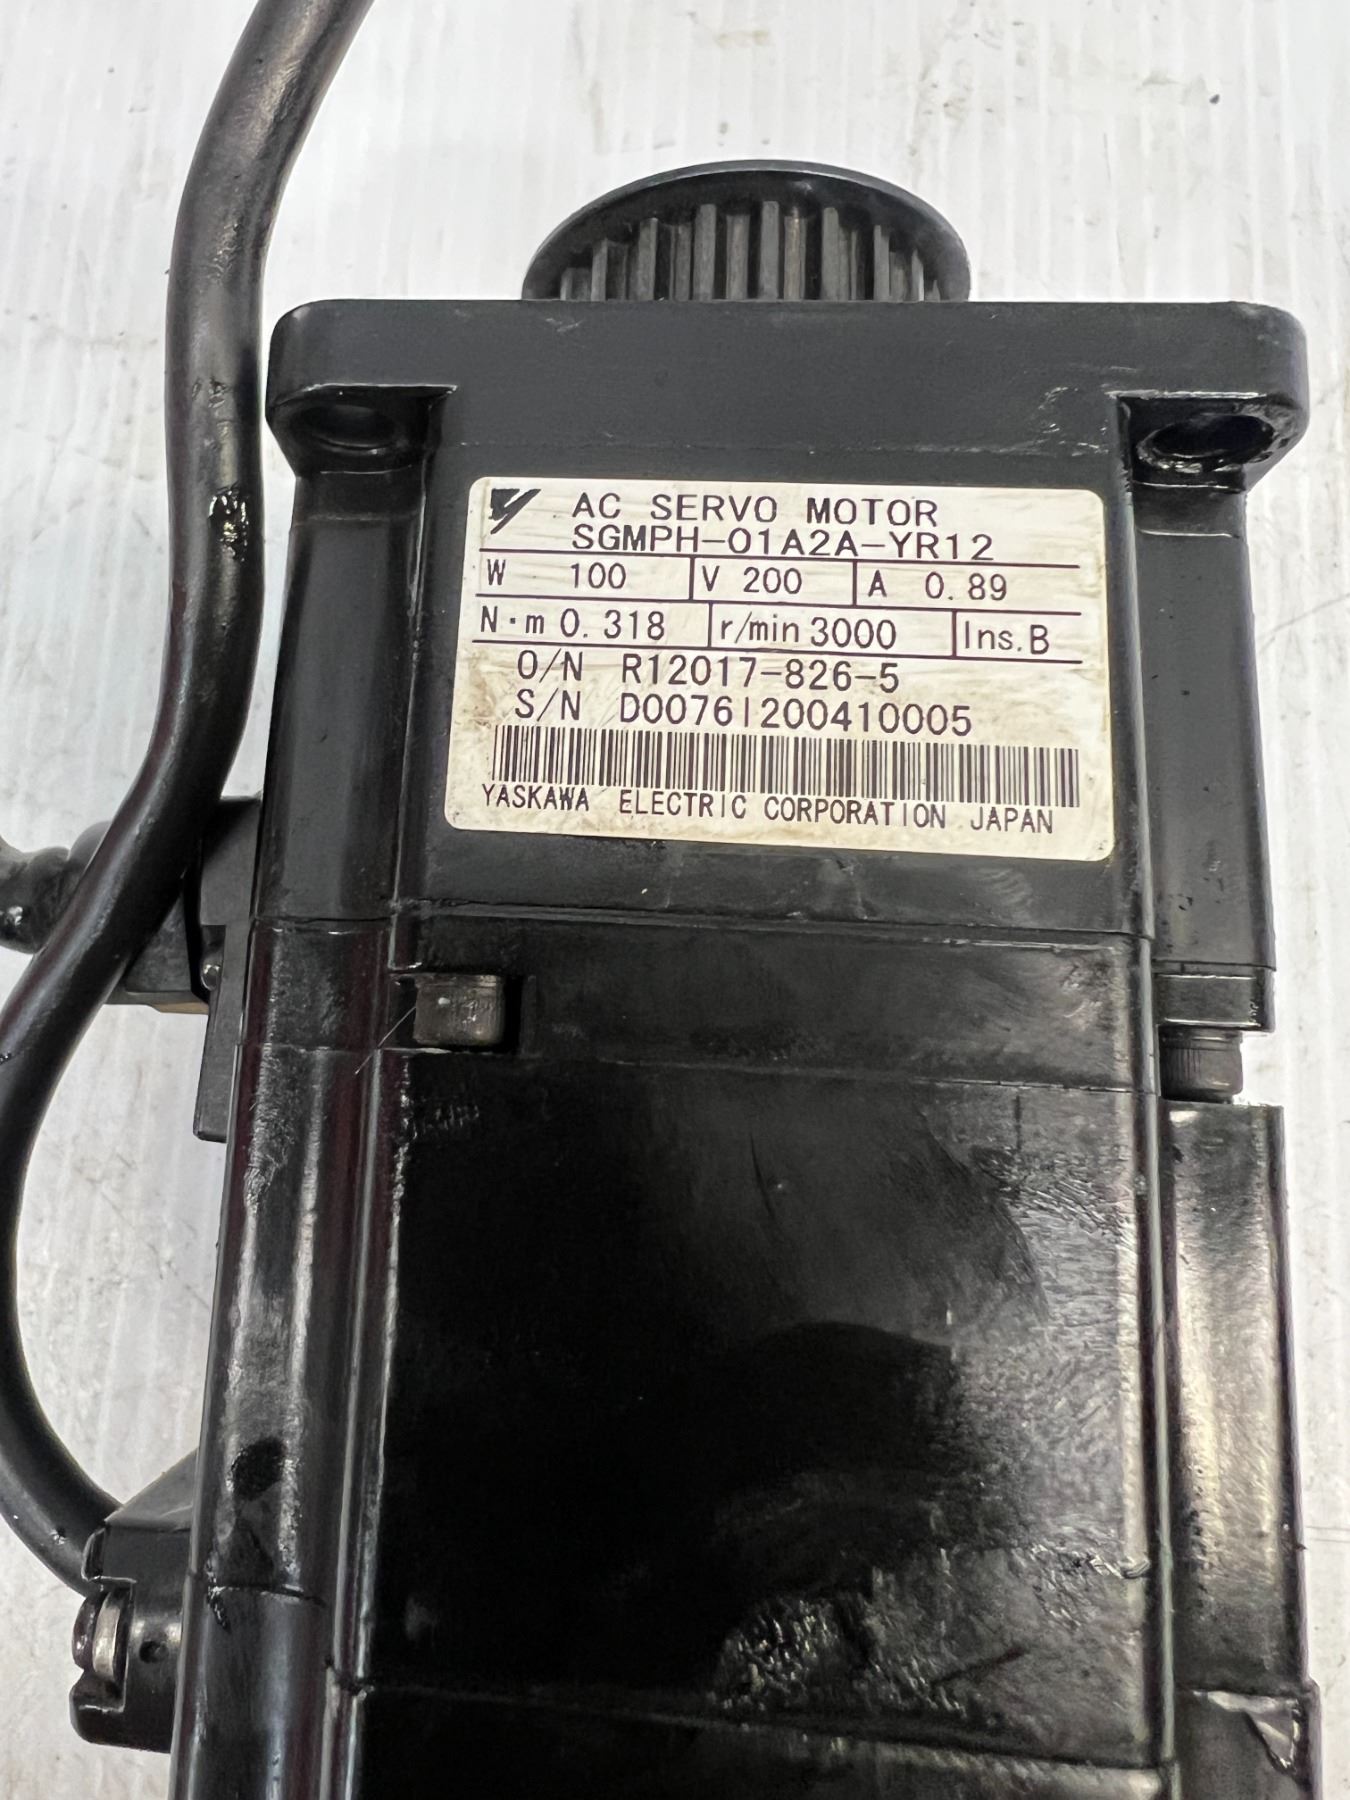 AC SERVO MOTOR
SGMPH-01A2A-YR12
W 100 V 200 A 0.89
N·m 0.318 r/min 3000 Ins. B
O/N R12017-826-5
S/N D0076I200410005
YASKAWA ELECTRIC CORPORATION JAPAN